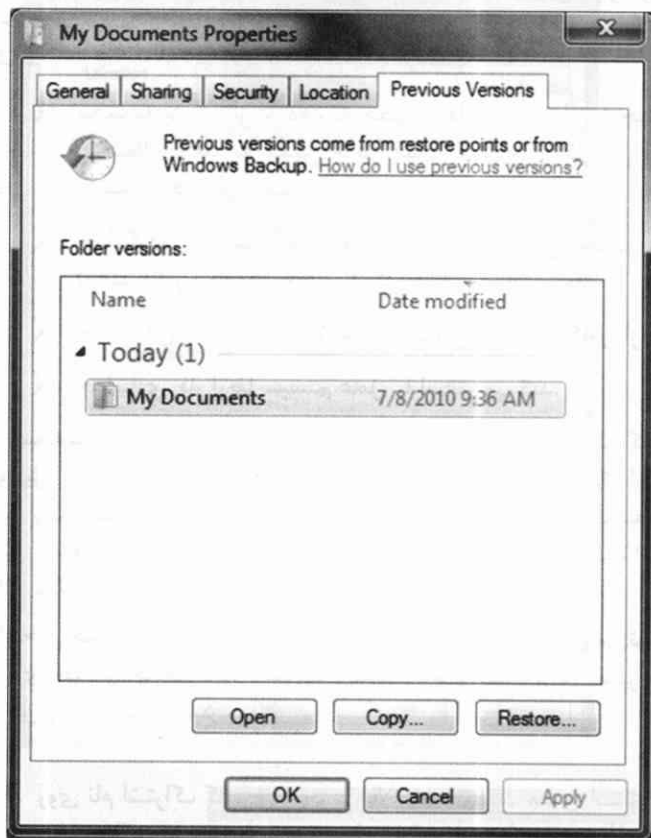 My Documents Properties
General Sharing Security Location Previous Versions
Previous versions come from restore points or from
Windows Backup. How do I use previous versions?
Folder versions:
Name Date modified
Today (1)
My Documents 7/8/2010 9:36 AM
Open Copy... Restore...
OK Cancel Apply